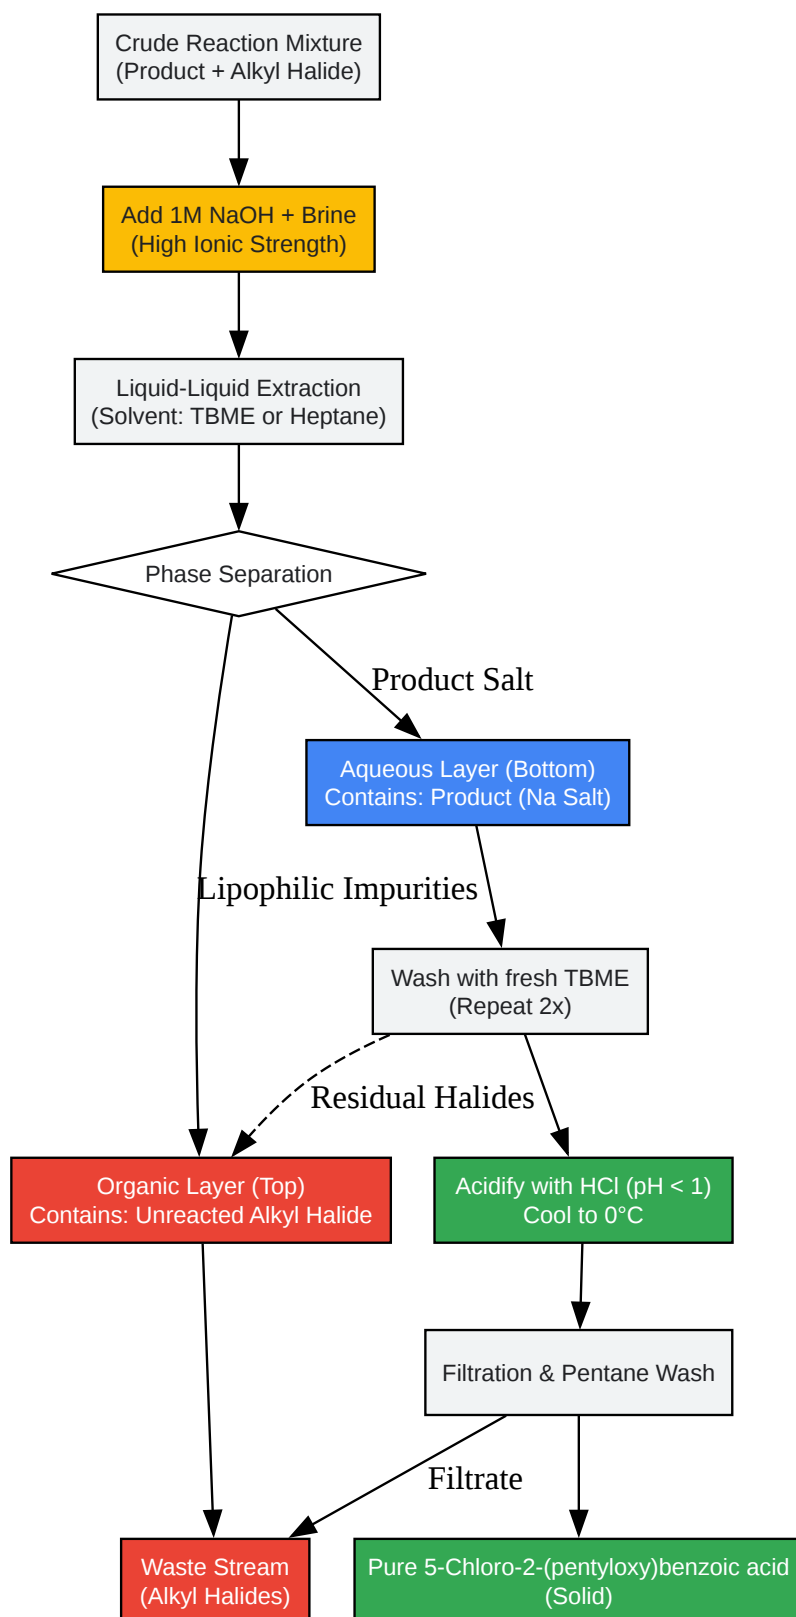 Crude Reaction Mixture
(Product + Alkyl Halide)
Add 1M NaOH + Brine
(High Ionic Strength)
Liquid-Liquid Extraction
(Solvent: TBME or Heptane)
Phase Separation
Product Salt
Aqueous Layer (Bottom)
Contains: Product (Na Salt)
Lipophilic Impurities
Wash with fresh TBME
(Repeat 2x)
Residual Halides
Organic Layer (Top)
Contains: Unreacted Alkyl Halide
Acidify with HCl (pH < 1)
Cool to 0°C
Filtration & Pentane Wash
Filtrate
Waste Stream
(Alkyl Halides)
Pure 5-Chloro-2-(pentyloxy)benzoic acid
(Solid)